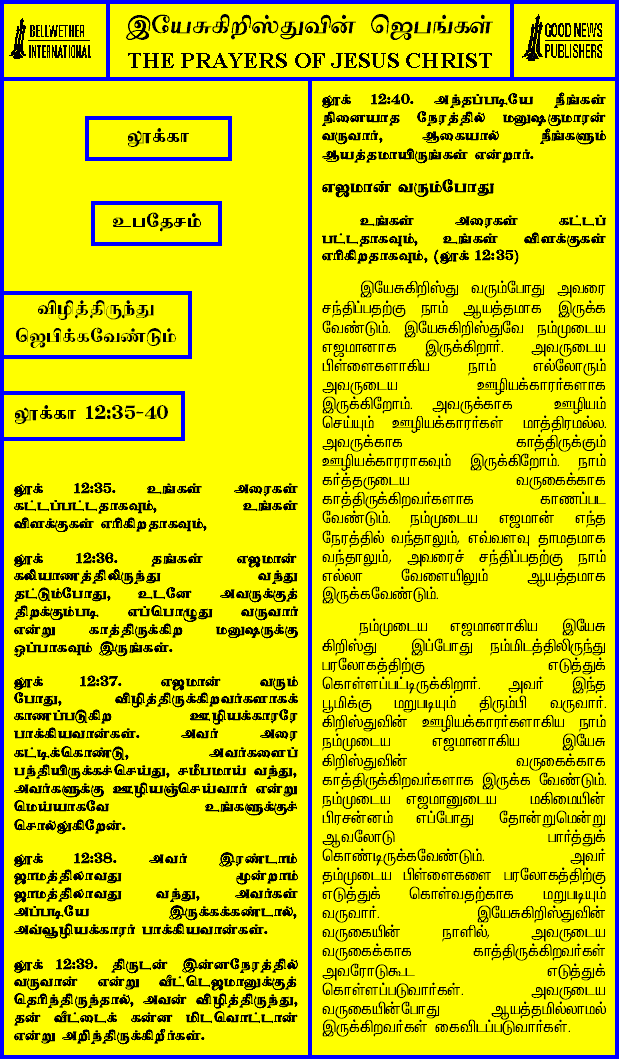 BELLWETHER
INTERNATIONAL
இயேசுகிறிஸ்துவின் ஜெபங்கள்
THE PRAYERS OF JESUS CHRIST
GOOD NEWS
PUBLISHERS
லூக்கா
உபதேசம்
விழித்திருந்து
ஜெபிக்கவேண்டும்
லூக்கா 12:35-40
லூக் 12:35. உங்கள் அரைகள்
கட்டப்பட்டதாகவும், உங்கள்
விளக்குகள் எரிகிறதாகவும்,
லூக் 12:36. தங்கள் எஜமான்
கலியாணத்திலிருந்து வந்து
தட்டும்போது, உடனே அவருக்குத்
திறக்கும்படி எப்பொழுது வருவார்
என்று காத்திருக்கிற மனுஷருக்கு
ஒப்பாகவும் இருங்கள்.
லூக் 12:37. எஜமான் வரும்
போது, விழித்திருக்கிறவர்களாகக்
காணப்படுகிற ஊழியக்காரரே
பாக்கியவான்கள். அவர் அரை
கட்டிக்கொண்டு, அவர்களைப்
பந்தியிருக்கச்செய்து, சமீபமாய் வந்து,
அவர்களுக்கு ஊழியஞ்செய்வார் என்று
மெய்யாகவே உங்களுக்குச்
சொல்லுகிறேன்.
லூக் 12:38. அவர் இரண்டாம்
ஜாமத்திலாவது மூன்றாம்
ஜாமத்திலாவது வந்து, அவர்கள்
அப்படியே இருக்கக்கண்டால்,
அவ்வூழியக்காரர் பாக்கியவான்கள்.
லூக் 12:39. திருடன் இன்னநேரத்தில்
வருவான் என்று வீட்டெஜமானுக்குத்
தெரிந்திருந்தால், அவன் விழித்திருந்து,
தன் வீட்டைக் கன்ன மிடவொட்டான்
என்று அறிந்திருக்கிறீர்கள்.
லூக் 12:40. அந்தப்படியே நீங்கள்
நினையாத நேரத்தில் மனுஷகுமாரன்
வருவார், ஆகையால் நீங்களும்
ஆயத்தமாயிருங்கள் என்றார்.
எஜமான் வரும்போது
உங்கள் அரைகள் கட்டப்
பட்டதாகவும், உங்கள் விளக்குகள்
எரிகிறதாகவும், (லூக் 12:35)
இயேசுகிறிஸ்து வரும்போது அவரை
சந்திப்பதற்கு நாம் ஆயத்தமாக இருக்க
வேண்டும். இயேசுகிறிஸ்துவே நம்முடைய
எஜமானாக இருக்கிறார். அவருடைய
பிள்ளைகளாகிய நாம் எல்லோரும்
அவருடைய ஊழியக்காரர்களாக
இருக்கிறோம். அவருக்காக ஊழியம்
செய்யும் ஊழியக்காரர்கள் மாத்திரமல்ல.
அவருக்காக காத்திருக்கும்
ஊழியக்காரராகவும் இருக்கிறோம். நாம்
கர்த்தருடைய வருகைக்காக
காத்திருக்கிறவர்களாக காணப்பட
வேண்டும். நம்முடைய எஜமான் எந்த
நேரத்தில் வந்தாலும், எவ்வளவு தாமதமாக
வந்தாலும், அவரைச் சந்திப்பதற்கு நாம்
எல்லா வேளையிலும் ஆயத்தமாக
இருக்கவேண்டும்.
நம்முடைய எஜமானாகிய இயேசு
கிறிஸ்து இப்போது நம்மிடத்திலிருந்து
பரலோகத்திற்கு எடுத்துக்
கொள்ளப்பட்டிருக்கிறார். அவர் இந்த
பூமிக்கு மறுபடியும் திரும்பி வருவார்.
கிறிஸ்துவின் ஊழியக்காரர்களாகிய நாம்
நம்முடைய எஜமானாகிய இயேசு
கிறிஸ்துவின் வருகைக்காக
காத்திருக்கிறவர்களாக இருக்க வேண்டும்.
நம்முடைய எஜமானுடைய மகிமையின்
பிரசன்னம் எப்போது தோன்றுமென்று
ஆவலோடு பார்த்துக்
கொண்டிருக்கவேண்டும். அவர்
தம்முடைய பிள்ளைகளை பரலோகத்திற்கு
எடுத்துக் கொள்வதற்காக மறுபடியும்
வருவார். இயேசுகிறிஸ்துவின்
வருகையின் நாளில், அவருடைய
வருகைக்காக காத்திருக்கிறவர்கள்
அவரோடுகூட எடுத்துக்
கொள்ளப்படுவார்கள். அவருடைய
வருகையின்போது ஆயத்தமில்லாமல்
இருக்கிறவர்கள் கைவிடப்படுவார்கள்.